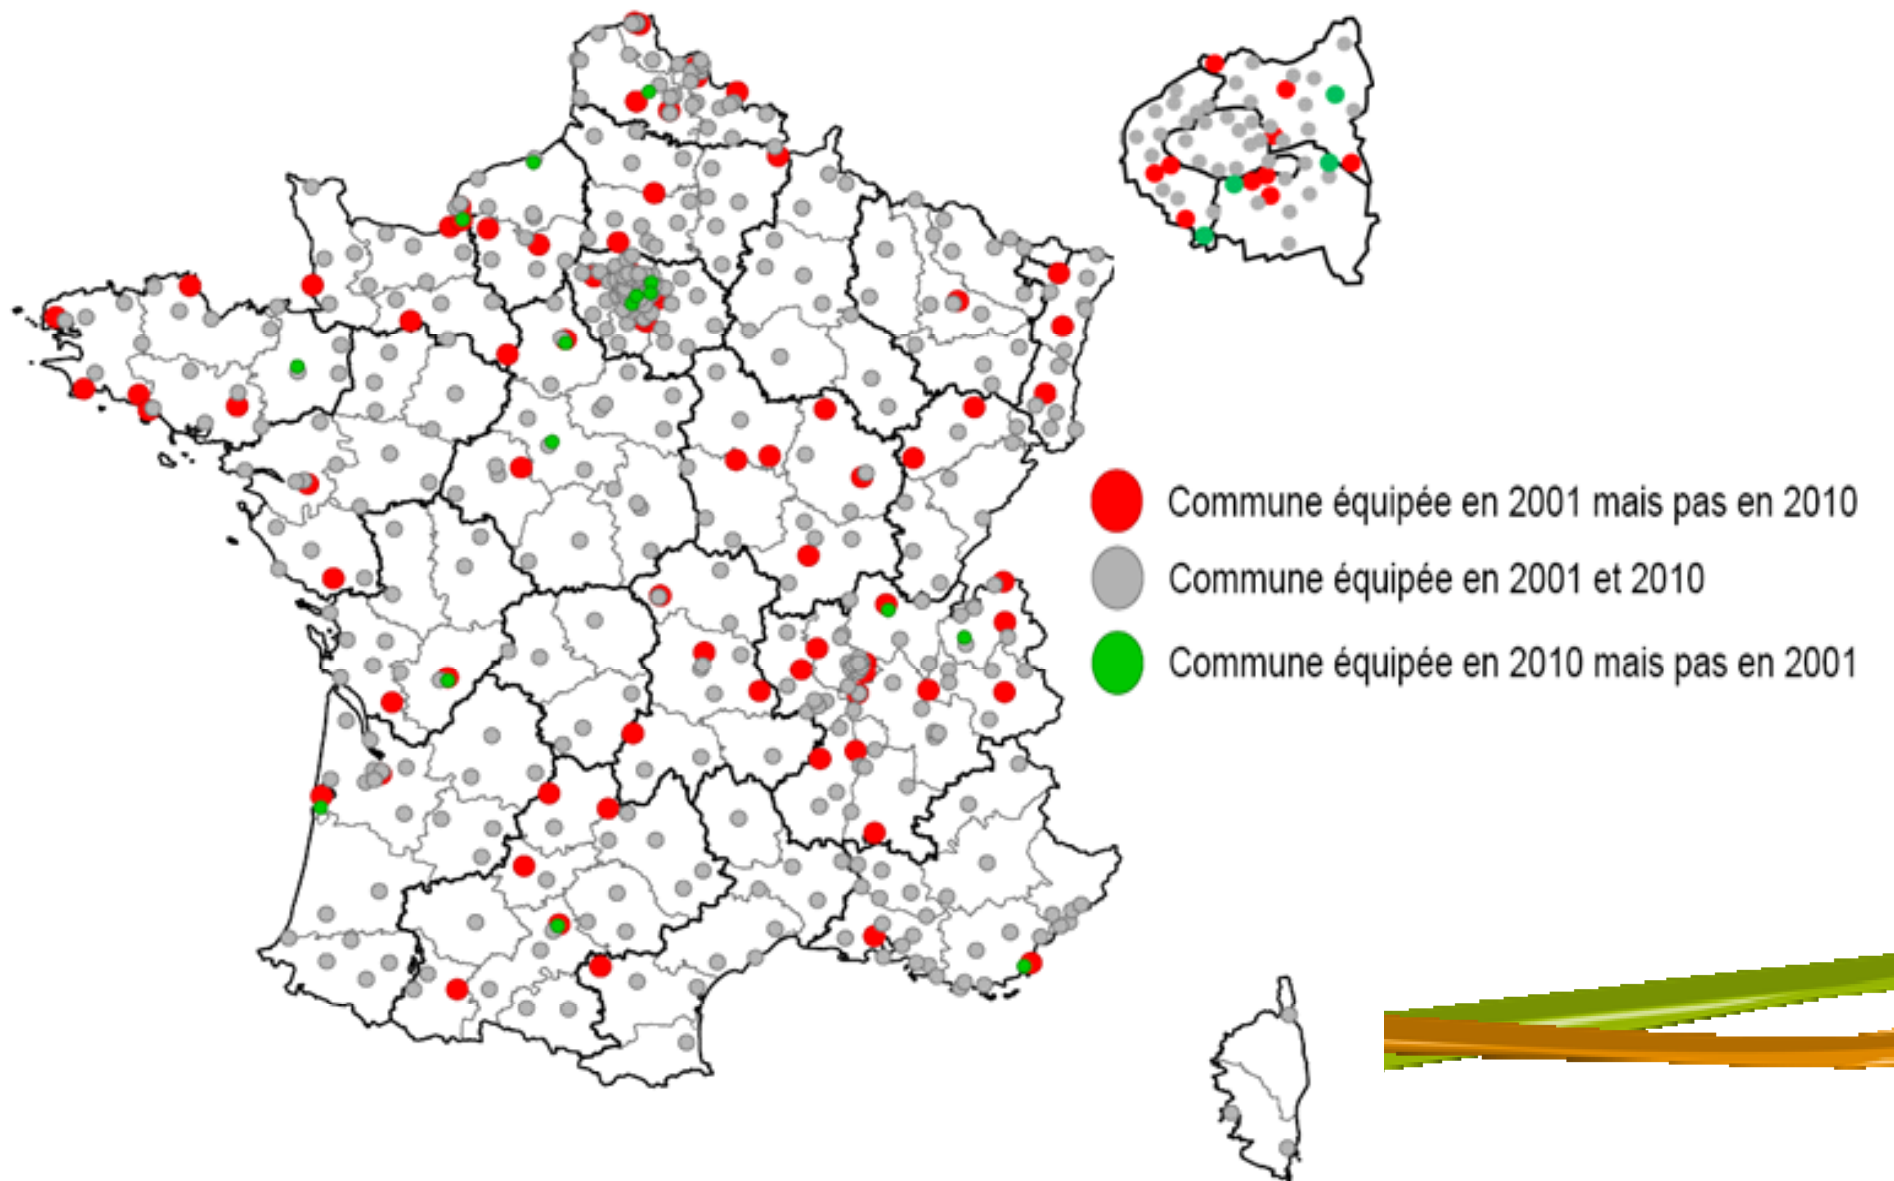 Commune équipée en 2001 mais pas en 2010
Commune équipée en 2001 et 2010
Commune équipée en 2010 mais pas en 2001